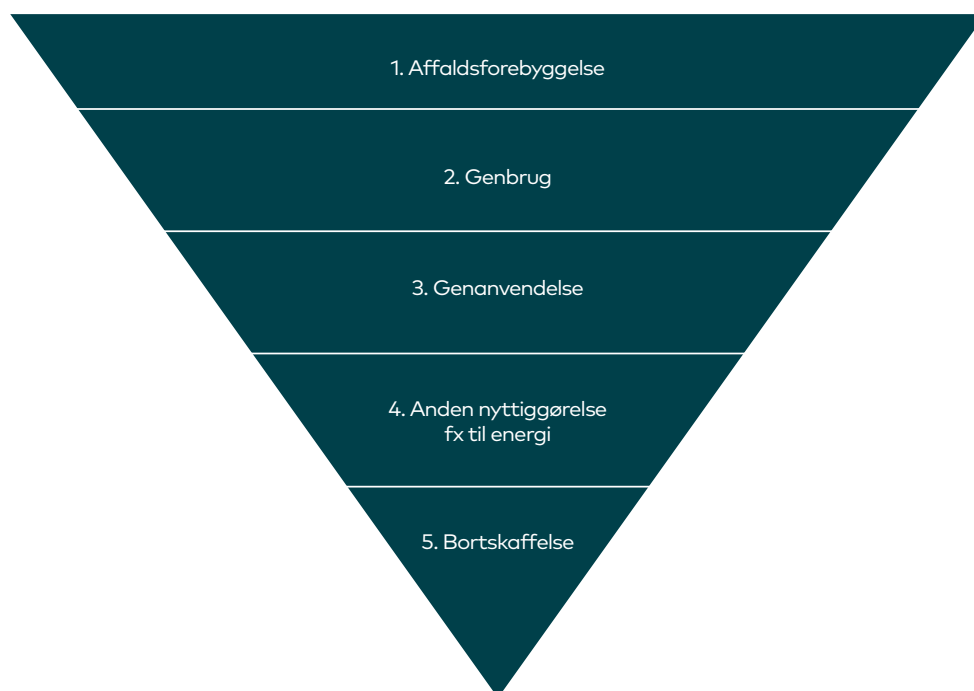 1. Affaldsforebyggelse
2. Genbrug
3. Genanvendelse
4. Anden nyttiggørelse
fx til energi
5. Bortskaffelse